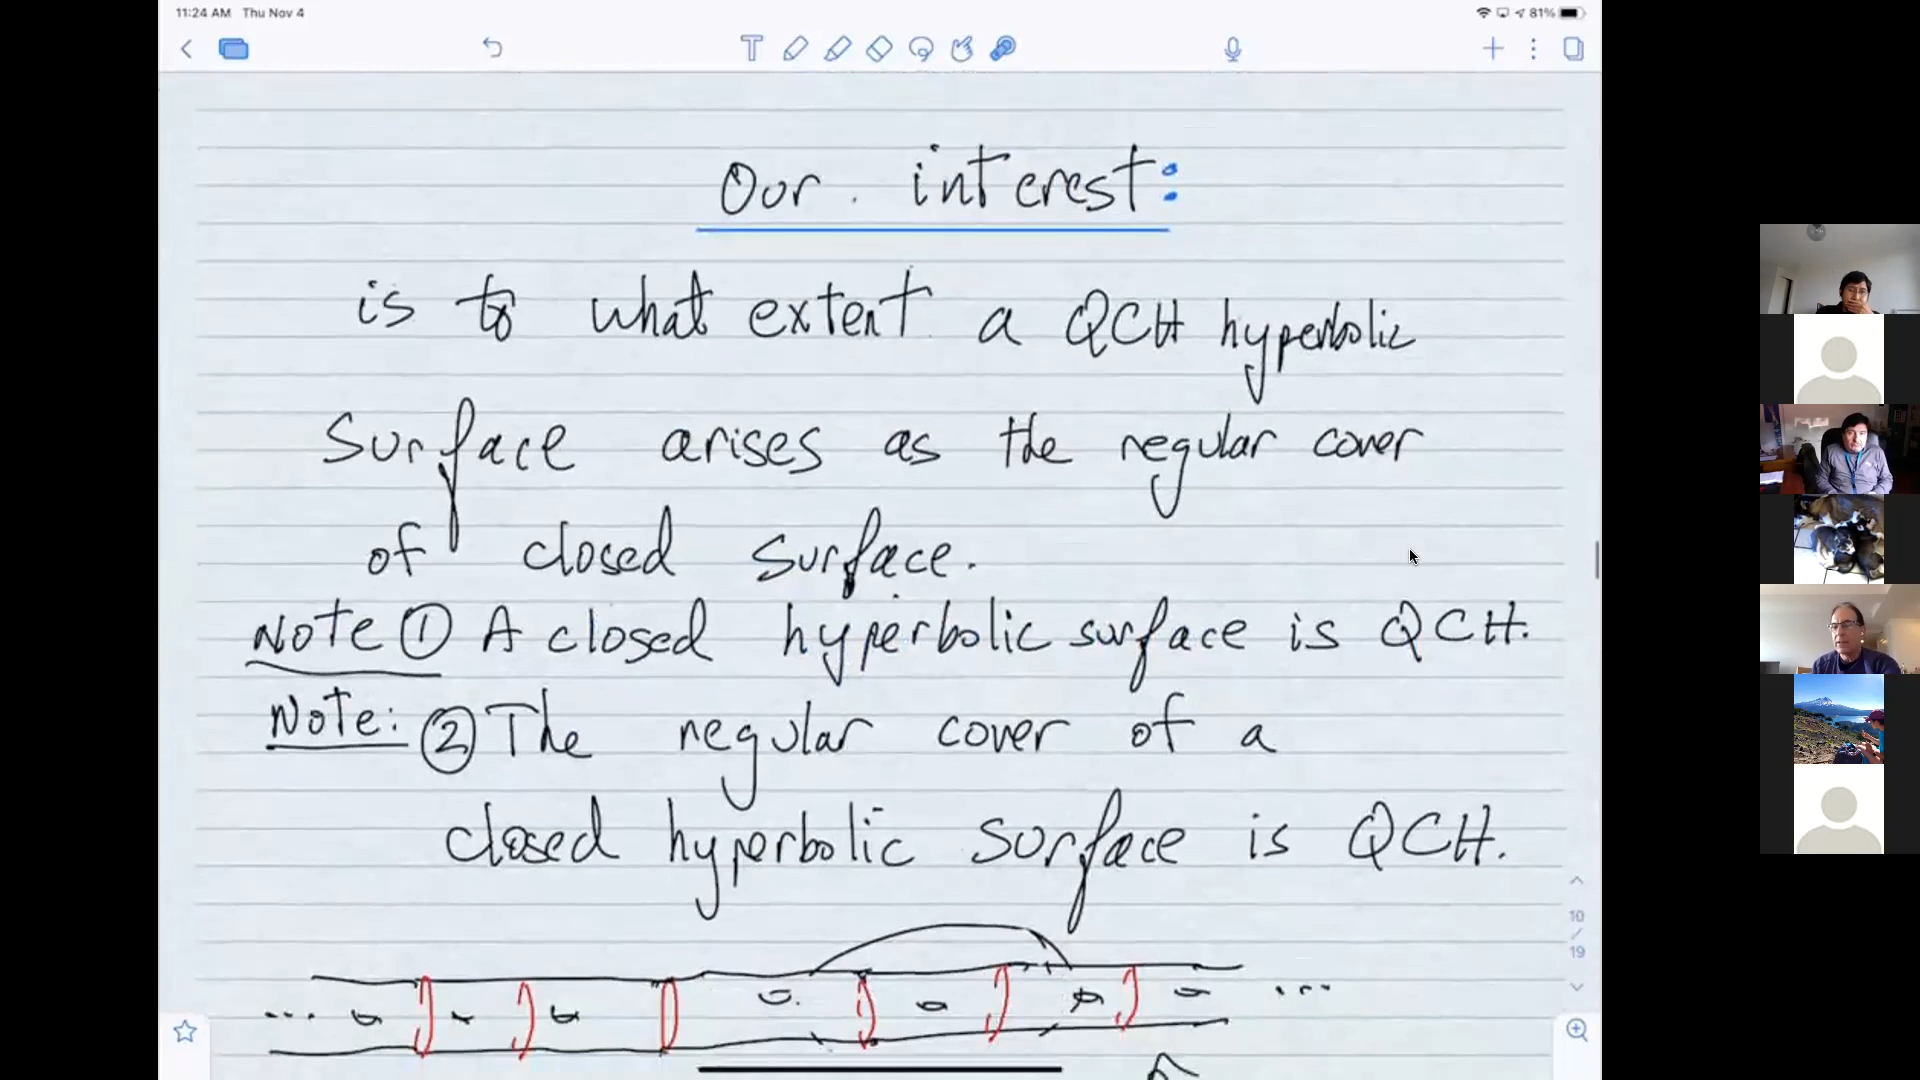 11:24 AM Thu Nov 4
81%
Our interest:
is to what extent a QCH hyperbolic
surface arises as the regular cover
of closed surface.
Note ① A closed hyperbolic surface is QCH.
Note: ② The regular cover of a
closed hyperbolic surface is QCH.
... ...
10
/
19